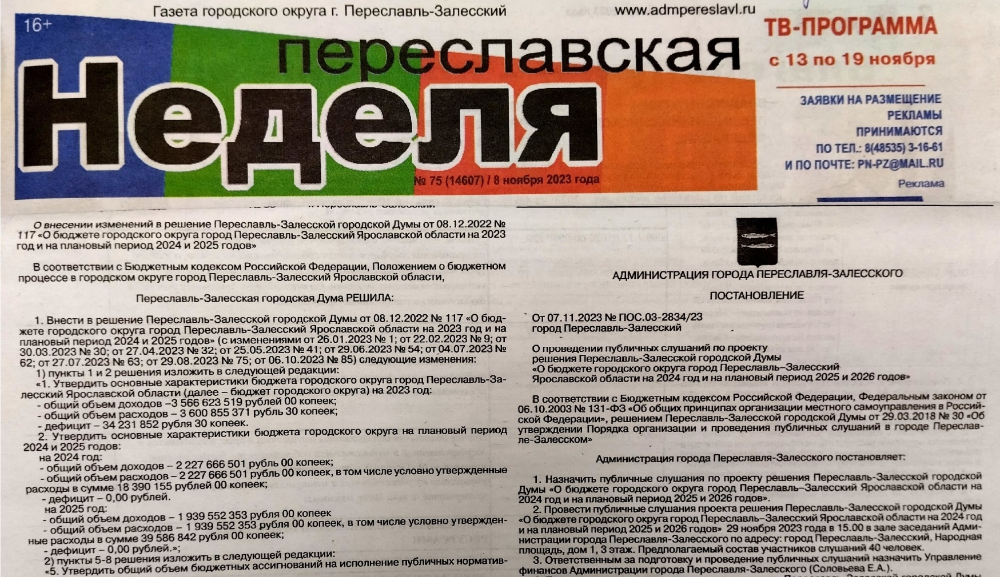 Газета городского округа г. Переславль-Залесский
www.admpereslavl.ru
16+
переславская
Неделя
№ 75 (14607) / 8 ноября 2023 года
ТВ-ПРОГРАММА
с 13 по 19 ноября
ЗАЯВКИ НА РАЗМЕЩЕНИЕ
РЕКЛАМЫ
ПРИНИМАЮТСЯ
ПО ТЕЛ.: 8(48535) 3-16-61
И ПО ПОЧТЕ: PN-PZ@MAIL.RU
Реклама
О внесении изменений в решение Переславль-Залесской городской Думы от 08.12.2022 №
117 «О бюджете городского округа город Переславль-Залесский Ярославской области на 2023
год и на плановый период 2024 и 2025 годов»
В соответствии с Бюджетным кодексом Российской Федерации, Положением о бюджетном
процессе в городском округе город Переславль-Залесский Ярославской области,
Переславль-Залесская городская Дума РЕШИЛА:
1. Внести в решение Переславль-Залесской городской Думы от 08.12.2022 № 117 «О бюд-
жете городского округа город Переславль-Залесский Ярославской области на 2023 год и на
плановый период 2024 и 2025 годов» (с изменениями от 26.01.2023 № 1; от 22.02.2023 № 9; от
30.03.2023 № 30; от 27.04.2023 № 32; от 25.05.2023 № 41; от 29.06.2023 № 54; от 04.07.2023 №
62; от 27.07.2023 № 63; от 29.08.2023 № 75; от 06.10.2023 № 85) следующие изменения:
1) пункты 1 и 2 решения изложить в следующей редакции:
«1. Утвердить основные характеристики бюджета городского округа город Переславль-За-
лесский Ярославской области (далее – бюджет городского округа) на 2023 год:
- общий объем доходов –3 566 623 519 рублей 00 копеек;
- общий объем расходов – 3 600 855 371 рубль 30 копеек;
- дефицит – 34 231 852 рубля 30 копеек.
2. Утвердить основные характеристики бюджета городского округа на плановый период
2024 и 2025 годов:
на 2024 год:
- общий объем доходов – 2 227 666 501 рубль 00 копеек;
- общий объем расходов – 2 227 666 501 рубль 00 копеек, в том числе условно утвержденные
расходы в сумме 18 390 155 рублей 00 копеек;
- дефицит – 0,00 рублей.
на 2025 год:
- общий объем доходов – 1 939 552 353 рубля 00 копеек
- общий объем расходов – 1 939 552 353 рубля 00 копеек, в том числе условно утвержден-
ные расходы в сумме 39 586 842 рубля 00 копеек;
- дефицит – 0,00 рублей.»;
2) пункты 5-8 решения изложить в следующей редакции:
«5. Утвердить общий объем бюджетных ассигнований на исполнение публичных норматив-
АДМИНИСТРАЦИЯ ГОРОДА ПЕРЕСЛАВЛЯ-ЗАЛЕССКОГО
ПОСТАНОВЛЕНИЕ
От 07.11.2023 № ПОС.03-2834/23
город Переславль-Залесский
О проведении публичных слушаний по проекту
решения Переславль-Залесской городской Думы
«О бюджете городского округа город Переславль–Залесский
Ярославской области на 2024 год и на плановый период 2025 и 2026 годов»
В соответствии с Бюджетным кодексом Российской Федерации, Федеральным законом от
06.10.2003 № 131-ФЗ «Об общих принципах организации местного самоуправления в Россий-
ской Федерации», решением Переславль-Залесской городской Думы от 29.03.2018 № 30 «Об
утверждении Порядка организации и проведения публичных слушаний в городе Переслав-
ле-Залесском»
Администрация города Переславля-Залесского постановляет:
1. Назначить публичные слушания по проекту решения Переславль-Залесской городской
Думы «О бюджете городского округа город Переславль–Залесский Ярославской области на
2024 год и на плановый период 2025 и 2026 годов».
2. Провести публичные слушания проекта решения Переславль-Залесской городской Думы
«О бюджете городского округа город Переславль–Залесский Ярославской области на 2024 год
и на плановый период 2025 и 2026 годов» 29 ноября 2023 года в 15.00 в зале заседаний Адми-
нистрации города Переславля-Залесского по адресу: город Переславль-Залесский, Народная
площадь, дом 1, 3 этаж. Предполагаемый состав участников слушаний 40 человек.
3. Ответственным за подготовку и проведение публичных слушаний назначить Управление
финансов Администрации города Переславля-Залесского (Соловьева Е.А.).